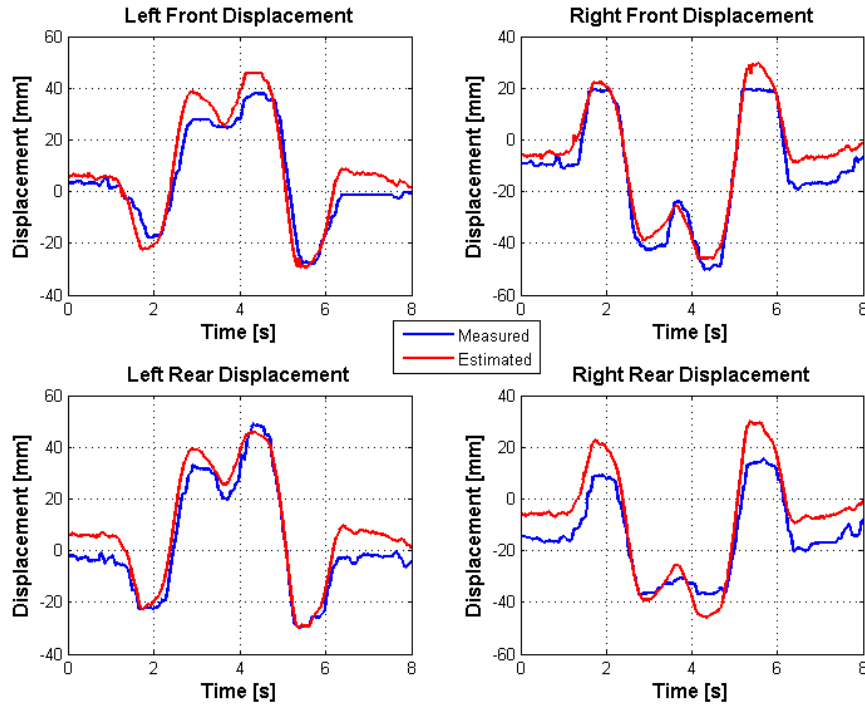 Left Front Displacement
Displacement [mm]
60
40
20
0
-20
-40
0 2 4 6 8
Time [s]
Right Front Displacement
Displacement [mm]
40
20
0
-20
-40
-60
0 2 4 6 8
Time [s]
Measured
Estimated
Left Rear Displacement
Displacement [mm]
60
40
20
0
-20
-40
0 2 4 6 8
Time [s]
Right Rear Displacement
Displacement [mm]
40
20
0
-20
-40
-60
0 2 4 6 8
Time [s]